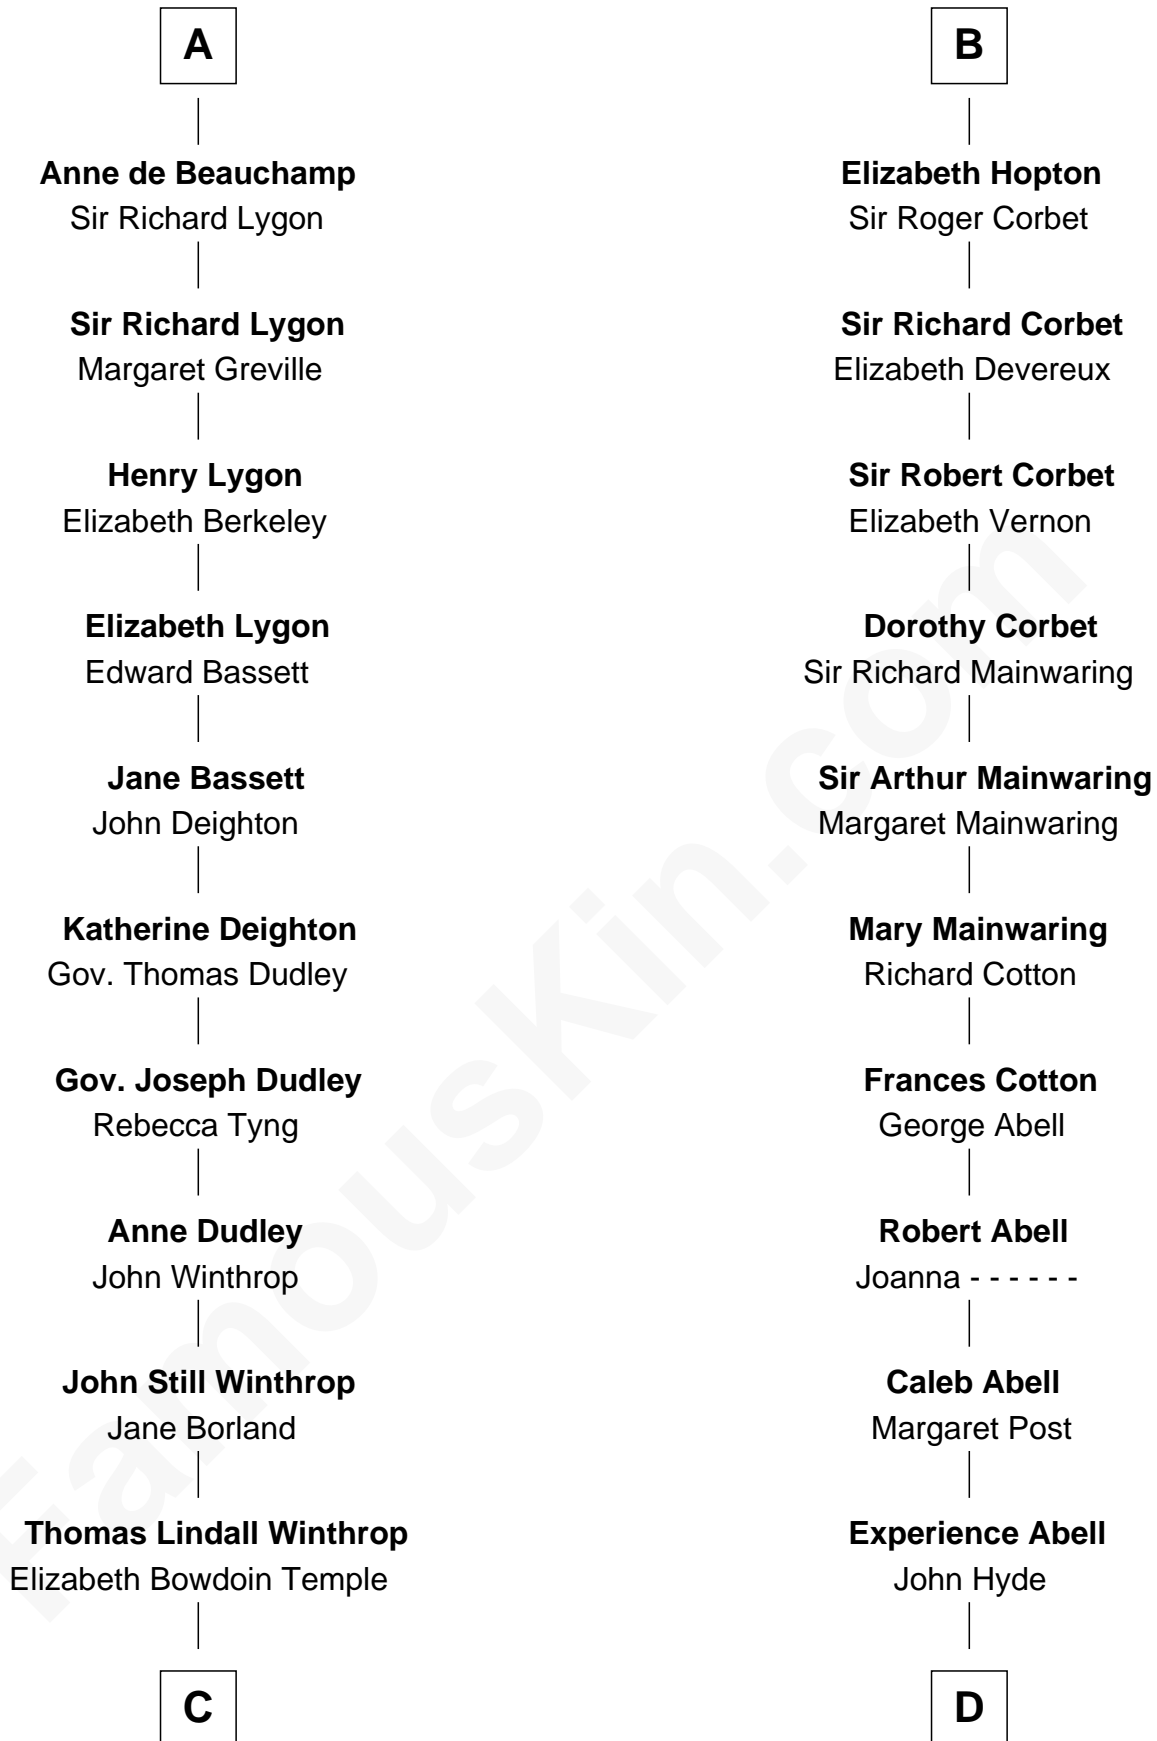 A
Anne de Beauchamp
Sir Richard Lygon
Sir Richard Lygon
Margaret Greville
Henry Lygon
Elizabeth Berkeley
Elizabeth Lygon
Edward Bassett
Jane Bassett
John Deighton
Katherine Deighton
Gov. Thomas Dudley
Gov. Joseph Dudley
Rebecca Tyng
Anne Dudley
John Winthrop
John Still Winthrop
Jane Borland
Thomas Lindall Winthrop
Elizabeth Bowdoin Temple
C
B
Elizabeth Hopton
Sir Roger Corbet
Sir Richard Corbet
Elizabeth Devereux
Sir Robert Corbet
Elizabeth Vernon
Dorothy Corbet
Sir Richard Mainwaring
Sir Arthur Mainwaring
Margaret Mainwaring
Mary Mainwaring
Richard Cotton
Frances Cotton
George Abell
Robert Abell
Joanna - - - - - -
Caleb Abell
Margaret Post
Experience Abell
John Hyde
D
FamousKin.com